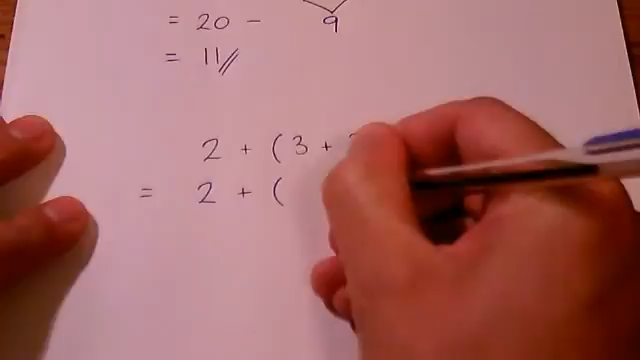 = 20 - 9
= 11//
2 + ( 3 +
= 2 + (